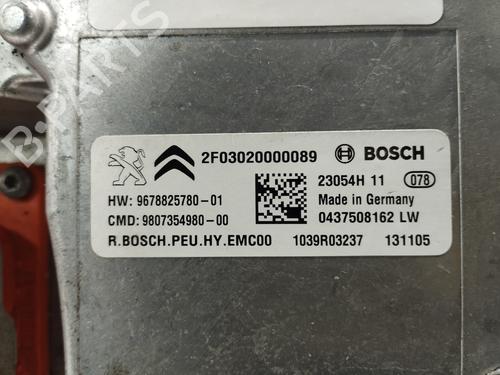 2F03020000089 BOSCH
HW: 9678825780-01 23054H 11 078
Made in Germany
CMD: 9807354980-00 0437508162 LW
R.BOSCH.PEU.HY.EMC00 1039R03237 131105
B-PARTS